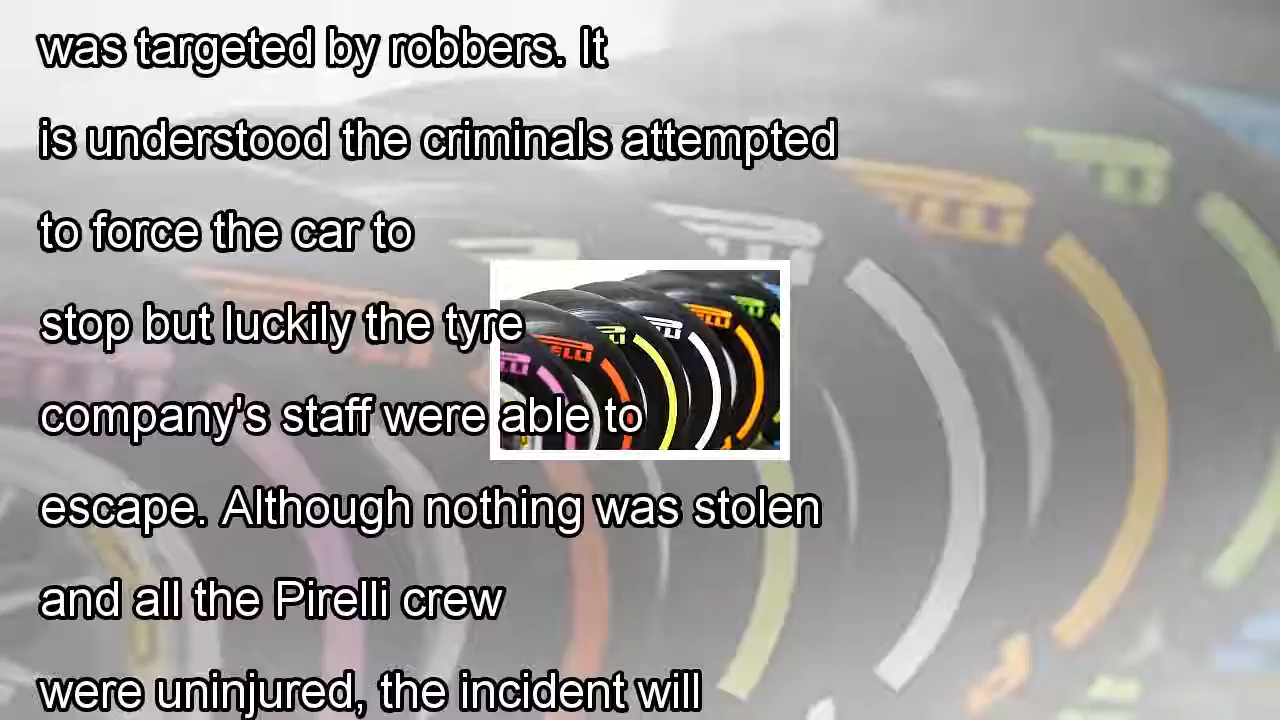 was targeted by robbers. It
is understood the criminals attempted
to force the car to
stop but luckily the tyre
company's staff were able to
escape. Although nothing was stolen
and all the Pirelli crew
were uninjured, the incident will